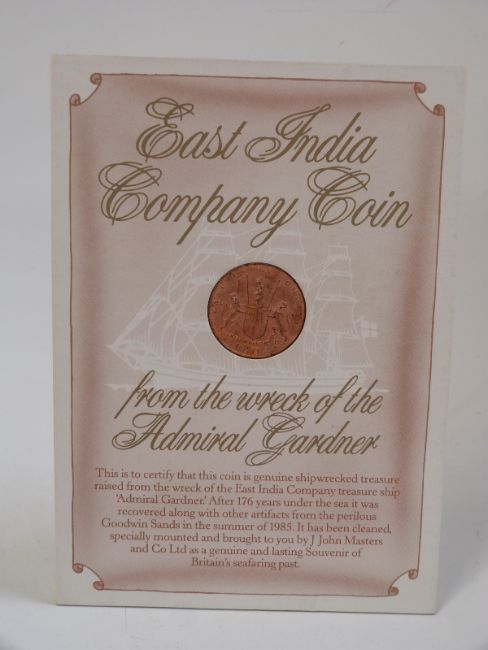 East India
Company Coin
from the wreck of the
Admiral Gardner
This is to certify that this coin is genuine shipwrecked treasure
raised from the wreck of the East India Company treasure ship
'Admiral Gardner.' After 176 years under the sea it was
recovered along with other artifacts from the perilous
Goodwin Sands in the summer of 1985. It has been cleaned,
specially mounted and brought to you by J John Masters
and Co Ltd as a genuine and lasting Souvenir of
Britain's seafaring past.